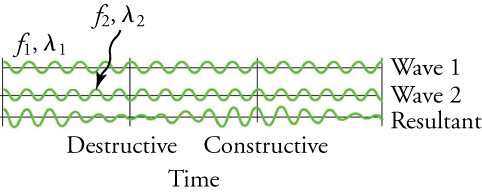 f2, λ2
f1, λ1
Wave 1
Wave 2
Resultant
Destructive Constructive
Time